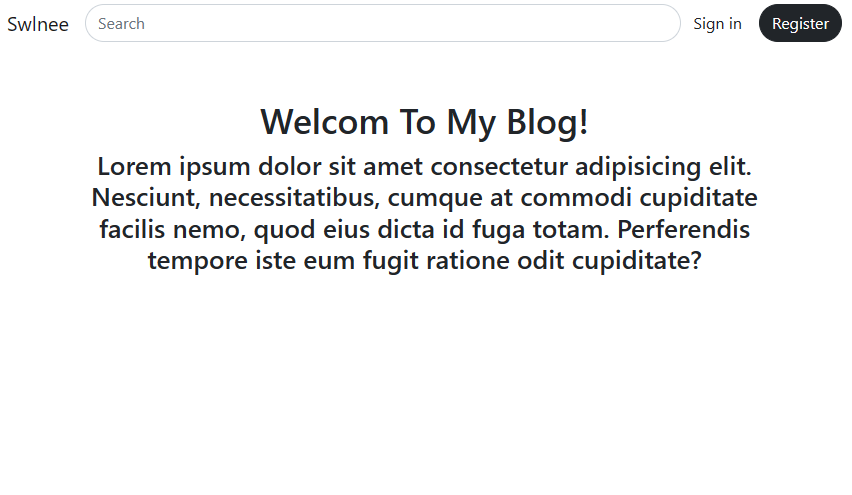 Swlnee
Search
Sign in
Register
Welcom To My Blog!
Lorem ipsum dolor sit amet consectetur adipisicing elit.
Nesciunt, necessitatibus, cumque at commodi cupiditate
facilis nemo, quod eius dicta id fuga totam. Perferendis
tempore iste eum fugit ratione odit cupiditate?